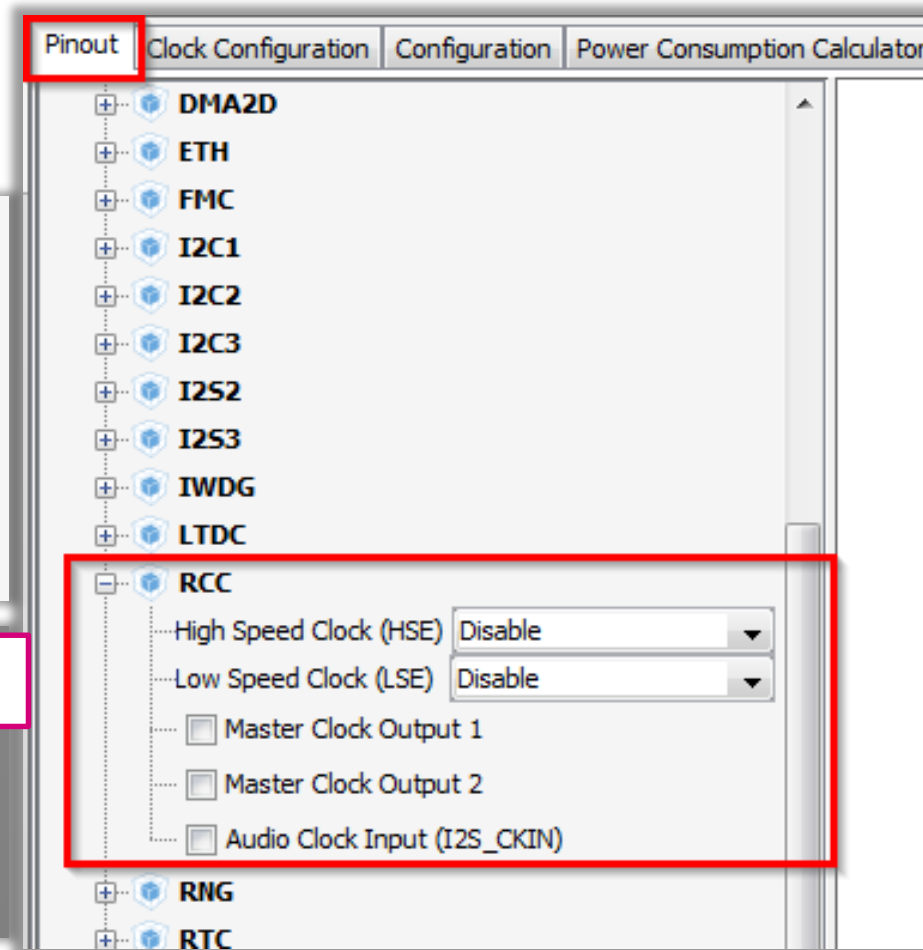 Pinout Clock Configuration Configuration Power Consumption Calculator
DMA2D
ETH
FMC
I2C1
I2C2
I2C3
I2S2
I2S3
IWDG
LTDC
RCC
High Speed Clock (HSE) Disable
Low Speed Clock (LSE) Disable
Master Clock Output 1
Master Clock Output 2
Audio Clock Input (I2S_CKIN)
RNG
RTC